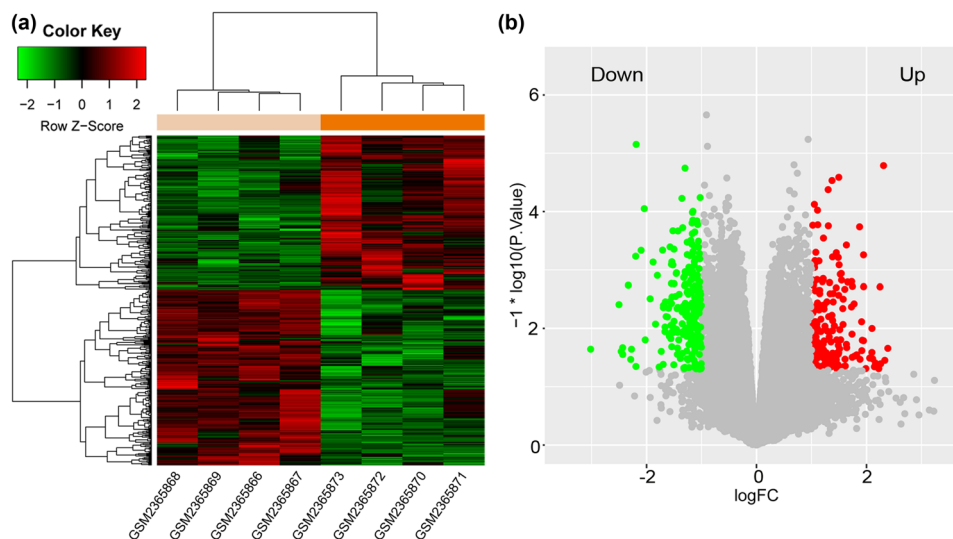 (a)
Color Key
−2 −1 0 1 2
Row Z−Score
GSM2365868
GSM2365869
GSM2365866
GSM2365867
GSM2365873
GSM2365872
GSM2365870
GSM2365871
(b)
Down Up
6
4
2
0
−1 * log10(P.Value)
−2 0 2
logFC